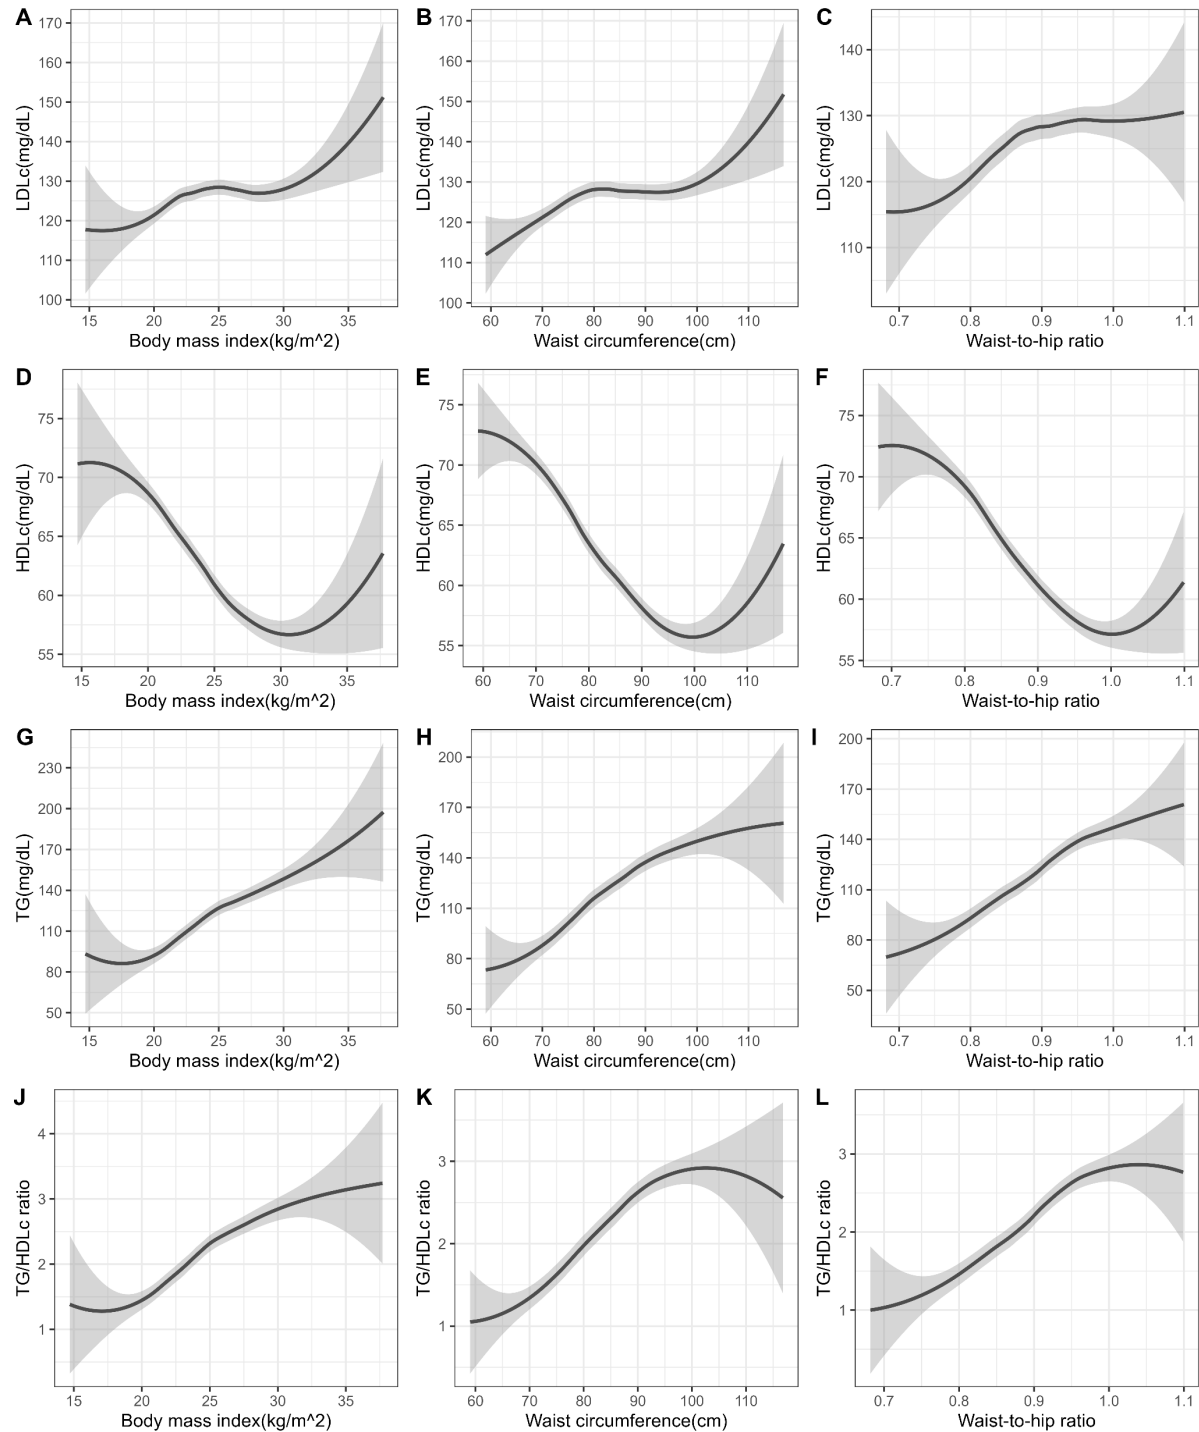 A
170
160
150
140
130
120
110
100
LDLc(mg/dL)
15 20 25 30 35
Body mass index(kg/m^2)
B
170
160
150
140
130
120
110
100
LDLc(mg/dL)
60 70 80 90 100 110
Waist circumference(cm)
C
140
130
120
110
LDLc(mg/dL)
0.7 0.8 0.9 1.0 1.1
Waist-to-hip ratio
D
75
70
65
60
55
HDLc(mg/dL)
15 20 25 30 35
Body mass index(kg/m^2)
E
75
70
65
60
55
HDLc(mg/dL)
60 70 80 90 100 110
Waist circumference(cm)
F
75
70
65
60
55
HDLc(mg/dL)
0.7 0.8 0.9 1.0 1.1
Waist-to-hip ratio
G
230
200
170
140
110
80
50
TG(mg/dL)
15 20 25 30 35
Body mass index(kg/m^2)
H
200
170
140
110
80
50
TG(mg/dL)
60 70 80 90 100 110
Waist circumference(cm)
I
200
170
140
110
80
50
TG(mg/dL)
0.7 0.8 0.9 1.0 1.1
Waist-to-hip ratio
J
4
3
2
1
TG/HDLc ratio
15 20 25 30 35
Body mass index(kg/m^2)
K
3
2
1
TG/HDLc ratio
60 70 80 90 100 110
Waist circumference(cm)
L
3
2
1
TG/HDLc ratio
0.7 0.8 0.9 1.0 1.1
Waist-to-hip ratio